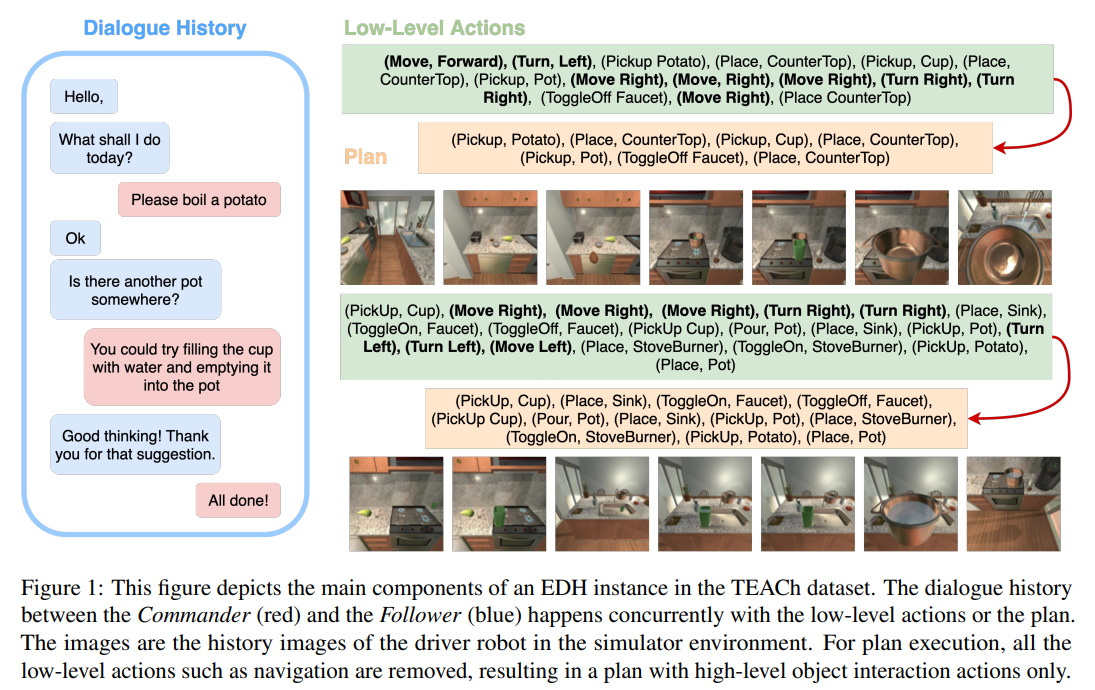 Dialogue History
Hello,
What shall I do
today?
Please boil a potato
Ok
Is there another pot
somewhere?
You could try filling the cup
with water and emptying it
into the pot
Good thinking! Thank
you for that suggestion.
All done!
Low-Level Actions
(Move, Forward), (Turn, Left), (Pickup Potato), (Place, CounterTop), (Pickup, Cup), (Place,
CounterTop), (Pickup, Pot), (Move Right), (Move, Right), (Move Right), (Turn Right), (Turn
Right), (ToggleOff Faucet), (Move Right), (Place CounterTop)
Plan
(Pickup, Potato), (Place, CounterTop), (Pickup, Cup), (Place, CounterTop),
(Pickup, Pot), (ToggleOff Faucet), (Place, CounterTop)
(PickUp, Cup), (Move Right), (Move Right), (Move Right), (Turn Right), (Turn Right), (Place, Sink),
(ToggleOn, Faucet), (ToggleOff, Faucet), (PickUp Cup), (Pour, Pot), (Place, Sink), (PickUp, Pot), (Turn
Left), (Turn Left), (Move Left), (Place, StoveBurner), (ToggleOn, StoveBurner), (PickUp, Potato),
(Place, Pot)
(PickUp, Cup), (Place, Sink), (ToggleOn, Faucet), (ToggleOff, Faucet),
(PickUp Cup), (Pour, Pot), (Place, Sink), (PickUp, Pot), (Place, StoveBurner),
(ToggleOn, StoveBurner), (PickUp, Potato), (Place, Pot)
Figure 1: This figure depicts the main components of an EDH instance in the TEACh dataset. The dialogue history
between the Commander (red) and the Follower (blue) happens concurrently with the low-level actions or the plan.
The images are the history images of the driver robot in the simulator environment. For plan execution, all the
low-level actions such as navigation are removed, resulting in a plan with high-level object interaction actions only.